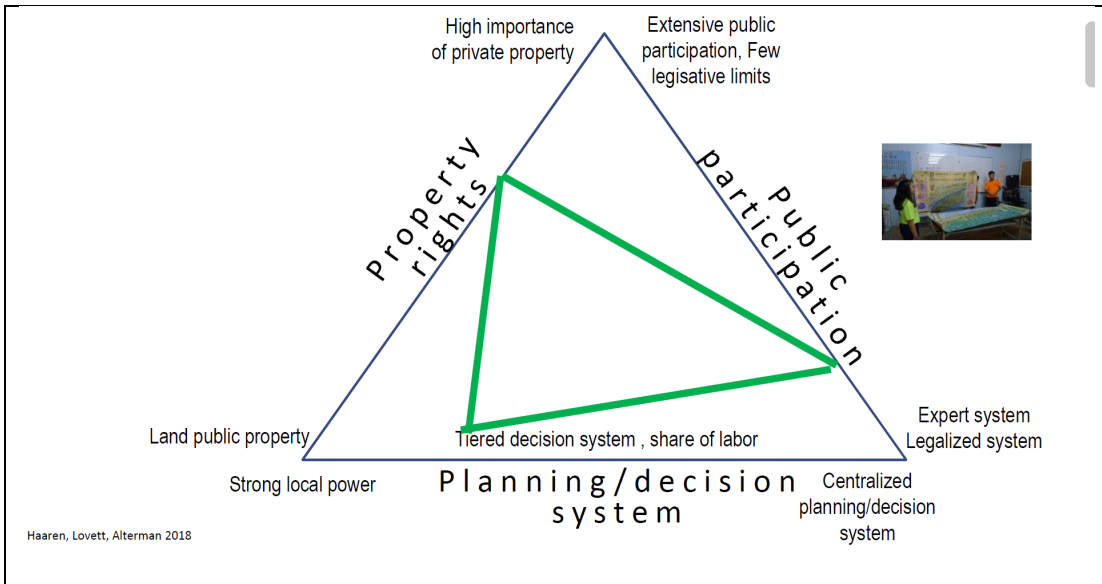 High importance
of private property
Extensive public
participation, Few
legisative limits
Property
rights
Public
participation
Land public property
Tiered decision system , share of labor
Expert system
Legalized system
Strong local power
Planning/decision
system
Centralized
planning/decision
system
Haaren, Lovett, Alterman 2018